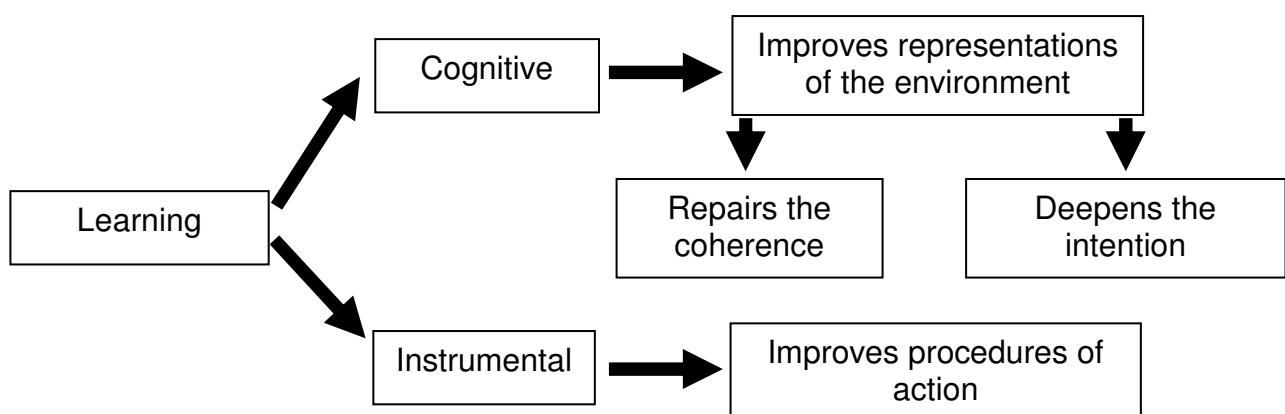 Cognitive
Improves representations
of the environment
Learning
Repairs the
coherence
Deepens the
intention
Instrumental
Improves procedures of
action